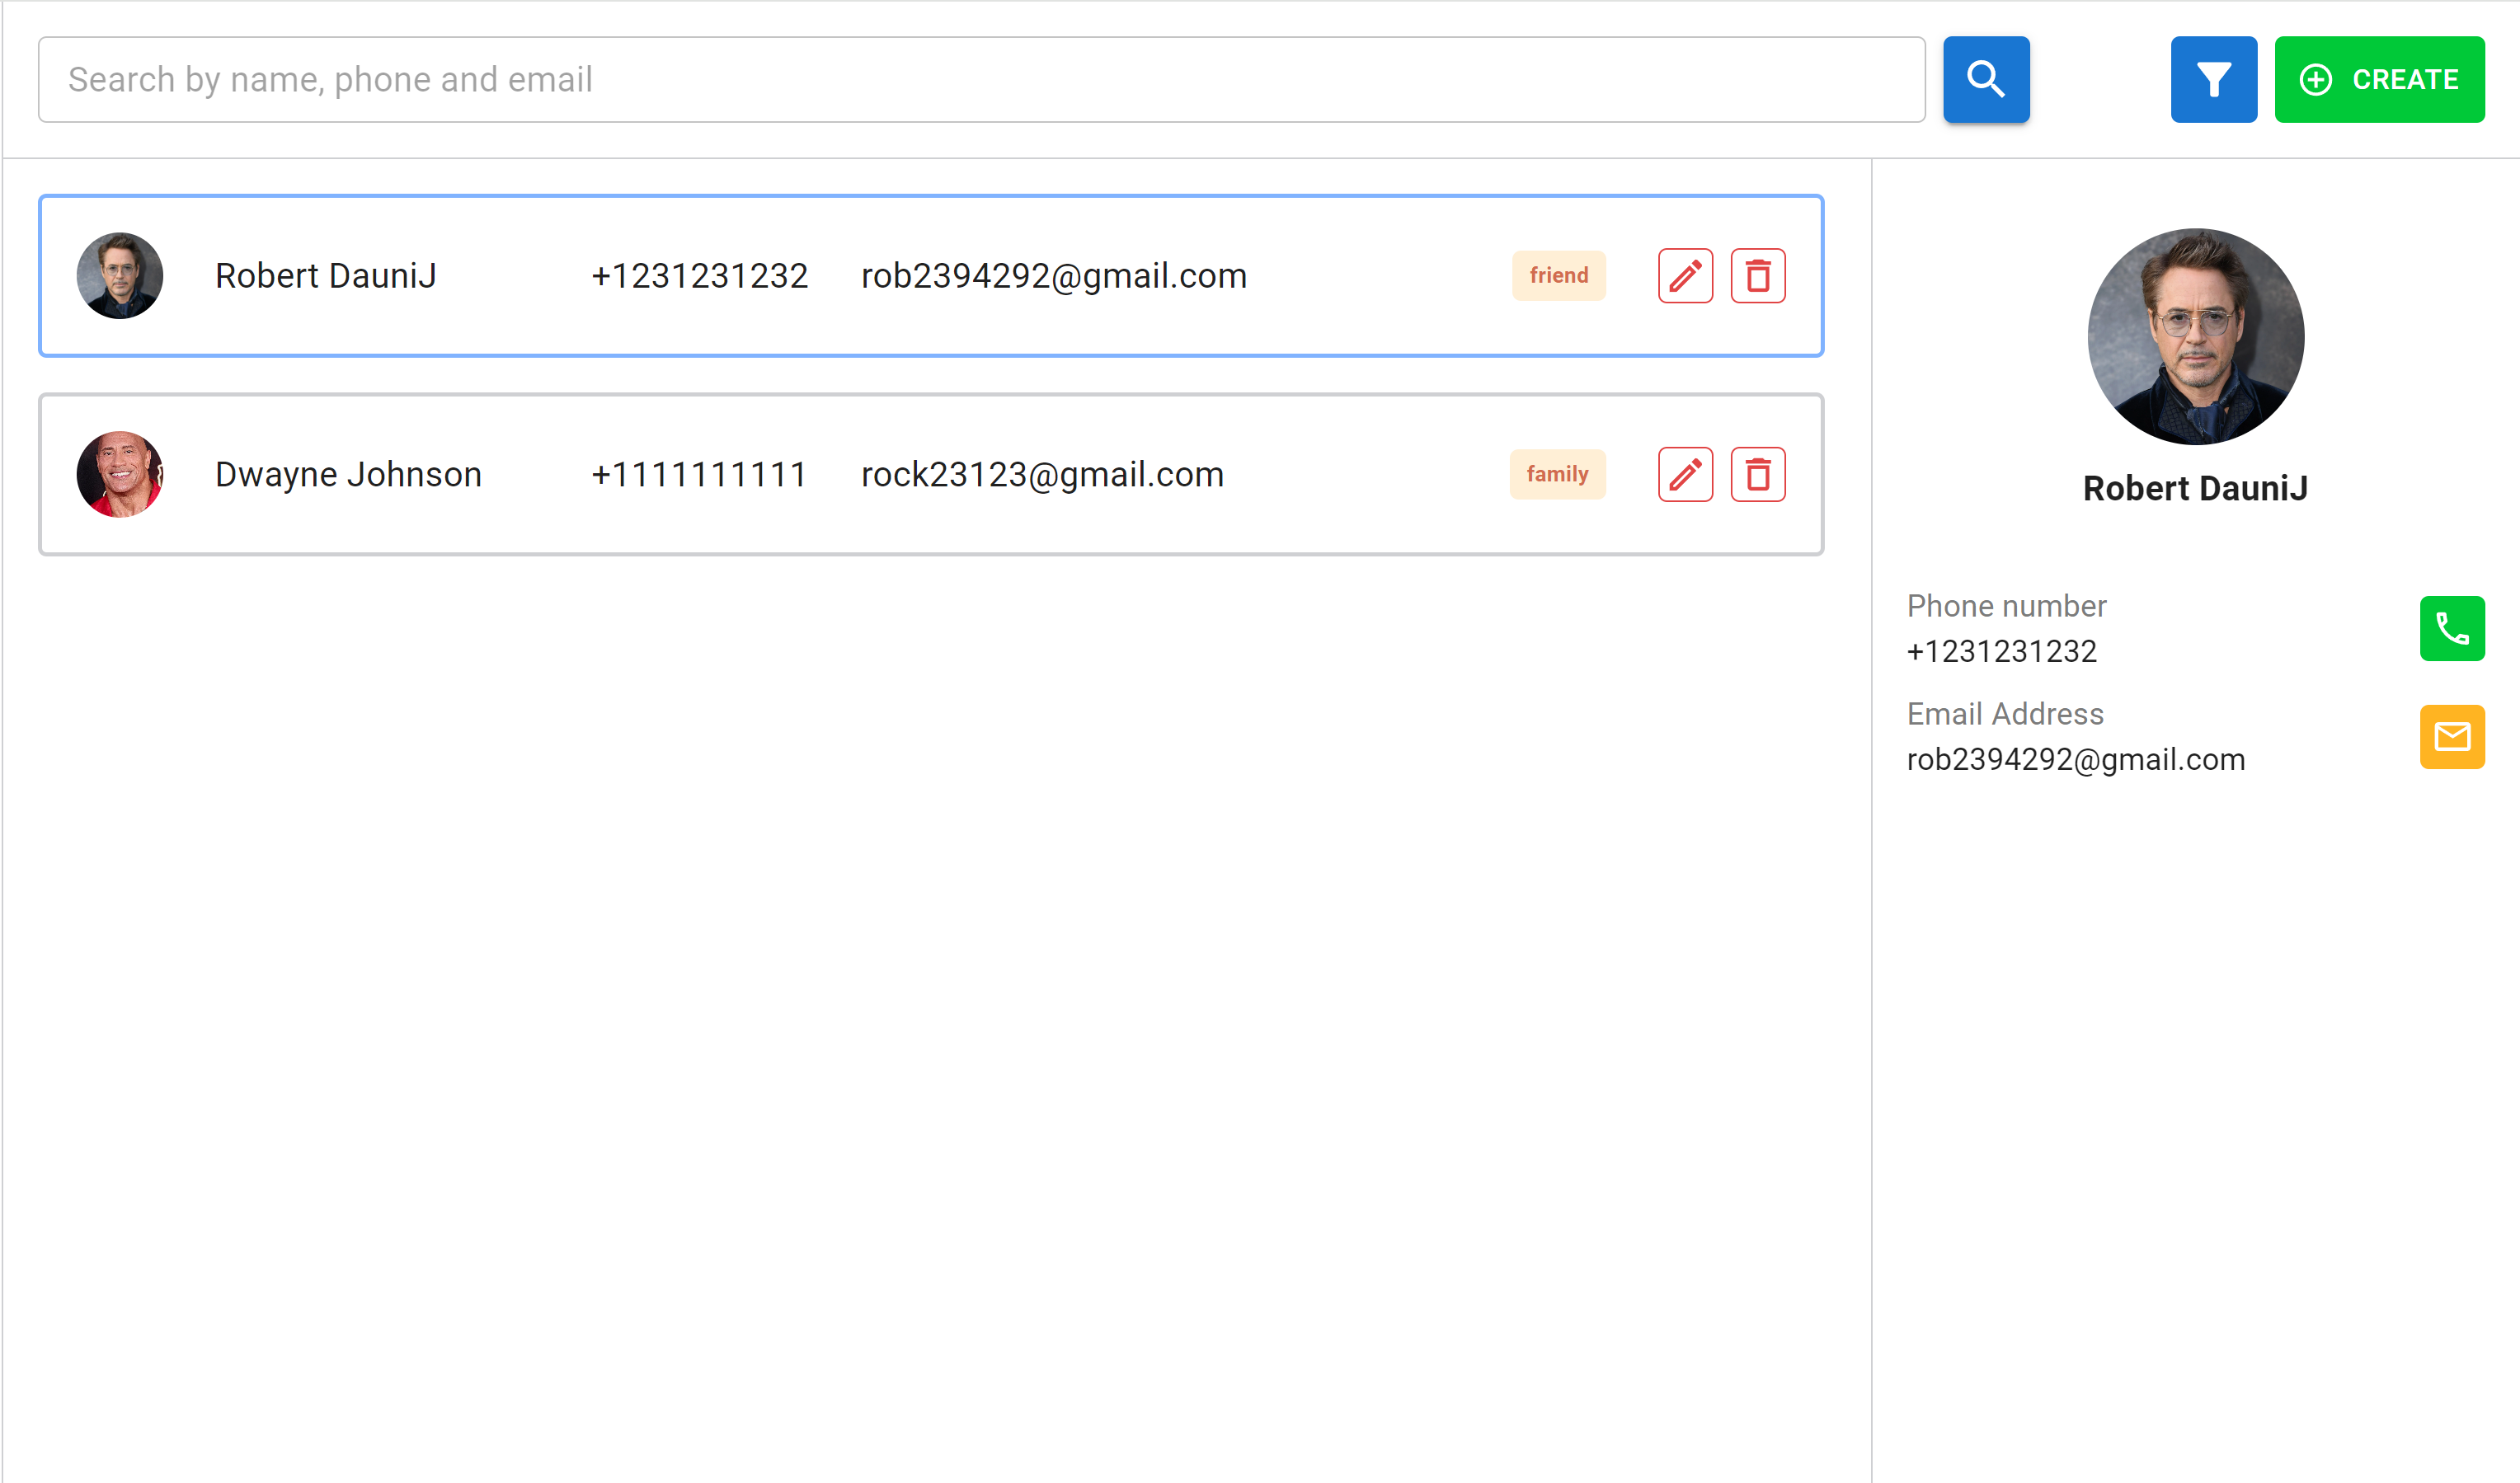 Search by name, phone and email
CREATE
Robert DauniJ +1231231232 rob2394292@gmail.com friend
Dwayne Johnson +1111111111 rock23123@gmail.com family
Robert DauniJ
Phone number
+1231231232
Email Address
rob2394292@gmail.com